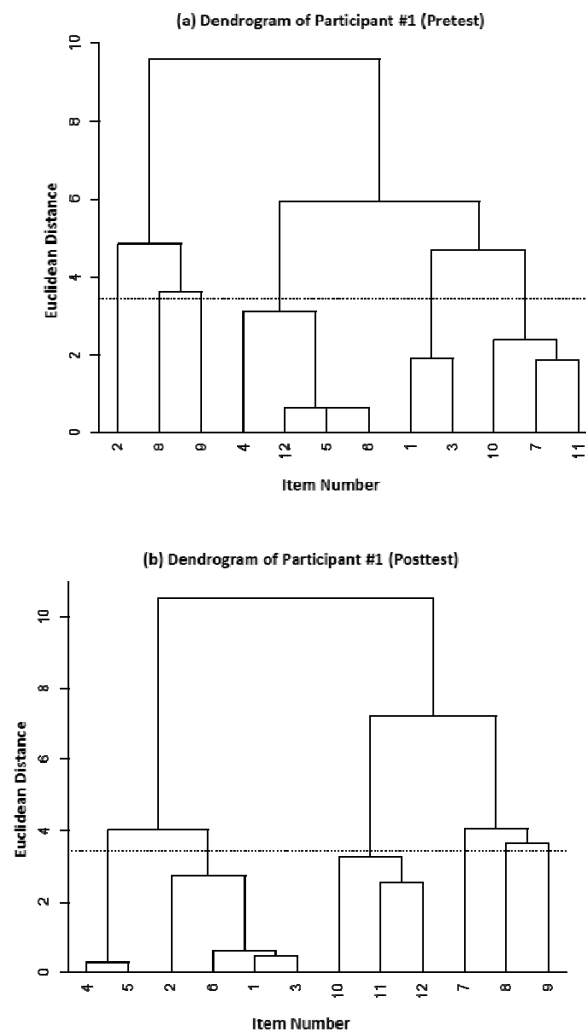 (a) Dendrogram of Participant #1 (Pretest)
Euclidean Distance
10
8
6
4
2
0
2 8 9 4 12 5 6 1 3 10 7 11
Item Number
(b) Dendrogram of Participant #1 (Posttest)
Euclidean Distance
10
8
6
4
2
0
4 5 2 6 1 3 10 11 12 7 8 9
Item Number